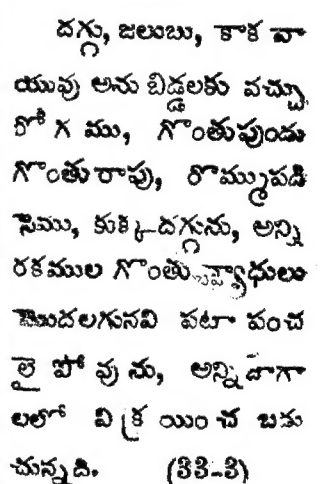 దగ్గు, జలుబు, కాక వా
యువు అను బిడ్డలకు వచ్చు
రోగము, గొంతుపుండు
గొంతురాపు, రొమ్ముపడి
సెము, కుక్కదగ్గును, అన్ని
రకముల గొంతువ్యాధులు
మొదలగునవి పటాపంచ
లై పోవును, అన్ని షాగా
లలో విక్రయించ బడు
చున్నది. (33-3)